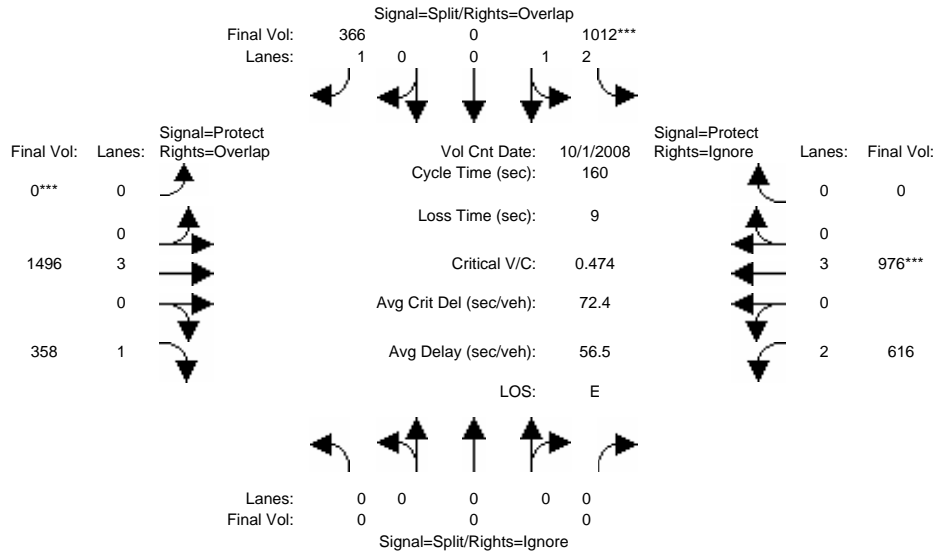 Signal=Split/Rights=Overlap
Final Vol: 366 0 1012***
Lanes: 1 0 0 1 2
Signal=Protect Signal=Protect
Final Vol: Lanes: Rights=Overlap Vol Cnt Date: 10/1/2008 Rights=Ignore Lanes: Final Vol:
Cycle Time (sec): 160
0*** 0 0 0
Loss Time (sec): 9
0 0
1496 3 Critical V/C: 0.474 3 976***
0 Avg Crit Del (sec/veh): 72.4 0
358 1 Avg Delay (sec/veh): 56.5 2 616
LOS: E
Lanes: 0 0 0 0 0
Final Vol: 0 0 0
Signal=Split/Rights=Ignore